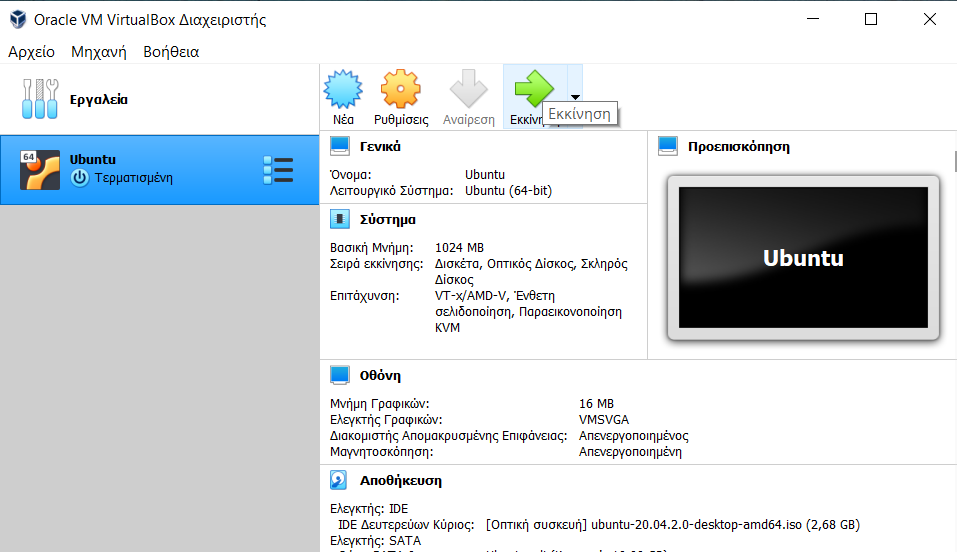 Oracle VM VirtualBox Διαχειριστής
Αρχείο Μηχανή Βοήθεια
Εργαλεία
64
Ubuntu
Τερματισμένη
Νέα Ρυθμίσεις Αναίρεση
Εκκίνηση
Γενικά
Όνομα: Ubuntu
Λειτουργικό Σύστημα: Ubuntu (64-bit)
Προεπισκόπηση
Ubuntu
Σύστημα
Βασική Μνήμη: 1024 MB
Σειρά εκκίνησης: Δισκέτα, Οπτικός Δίσκος, Σκληρός
Δίσκος
Επιτάχυνση: VT-x/AMD-V, Ένθετη
σελιδοποίηση, Παραεικονοποίηση
KVM
Οθόνη
Μνήμη Γραφικών: 16 MB
Ελεγκτής Γραφικών: VMSVGA
Διακομιστής Απομακρυσμένης Επιφάνειας: Απενεργοποιημένος
Μαγνητοσκόπηση: Απενεργοποιημένη
Αποθήκευση
Ελεγκτής: IDE
IDE Δευτερεύων Κύριος: [Οπτική συσκευή] ubuntu-20.04.2.0-desktop-amd64.iso (2,68 GB)
Ελεγκτής: SATA